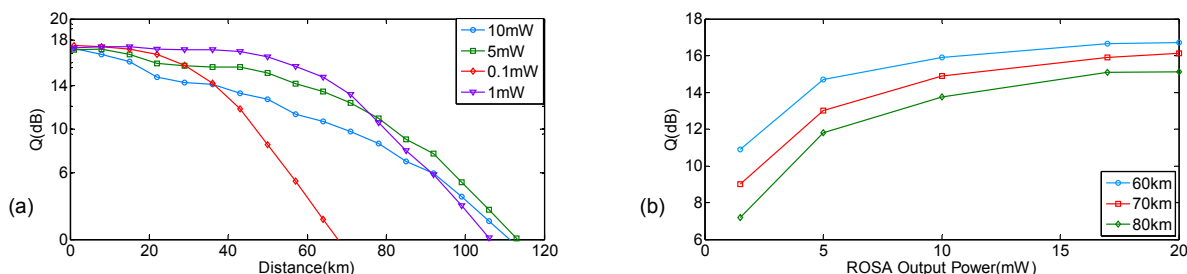 20
18
14
10
6
0
Q(dB)
0
20
40
60
80
100
120
Distance(km)
10mW
5mW
0.1mW
1mW
(a)
18
16
14
12
10
8
6
Q(dB)
0
5
10
15
20
ROSA Output Power(mW)
60km
70km
80km
(b)